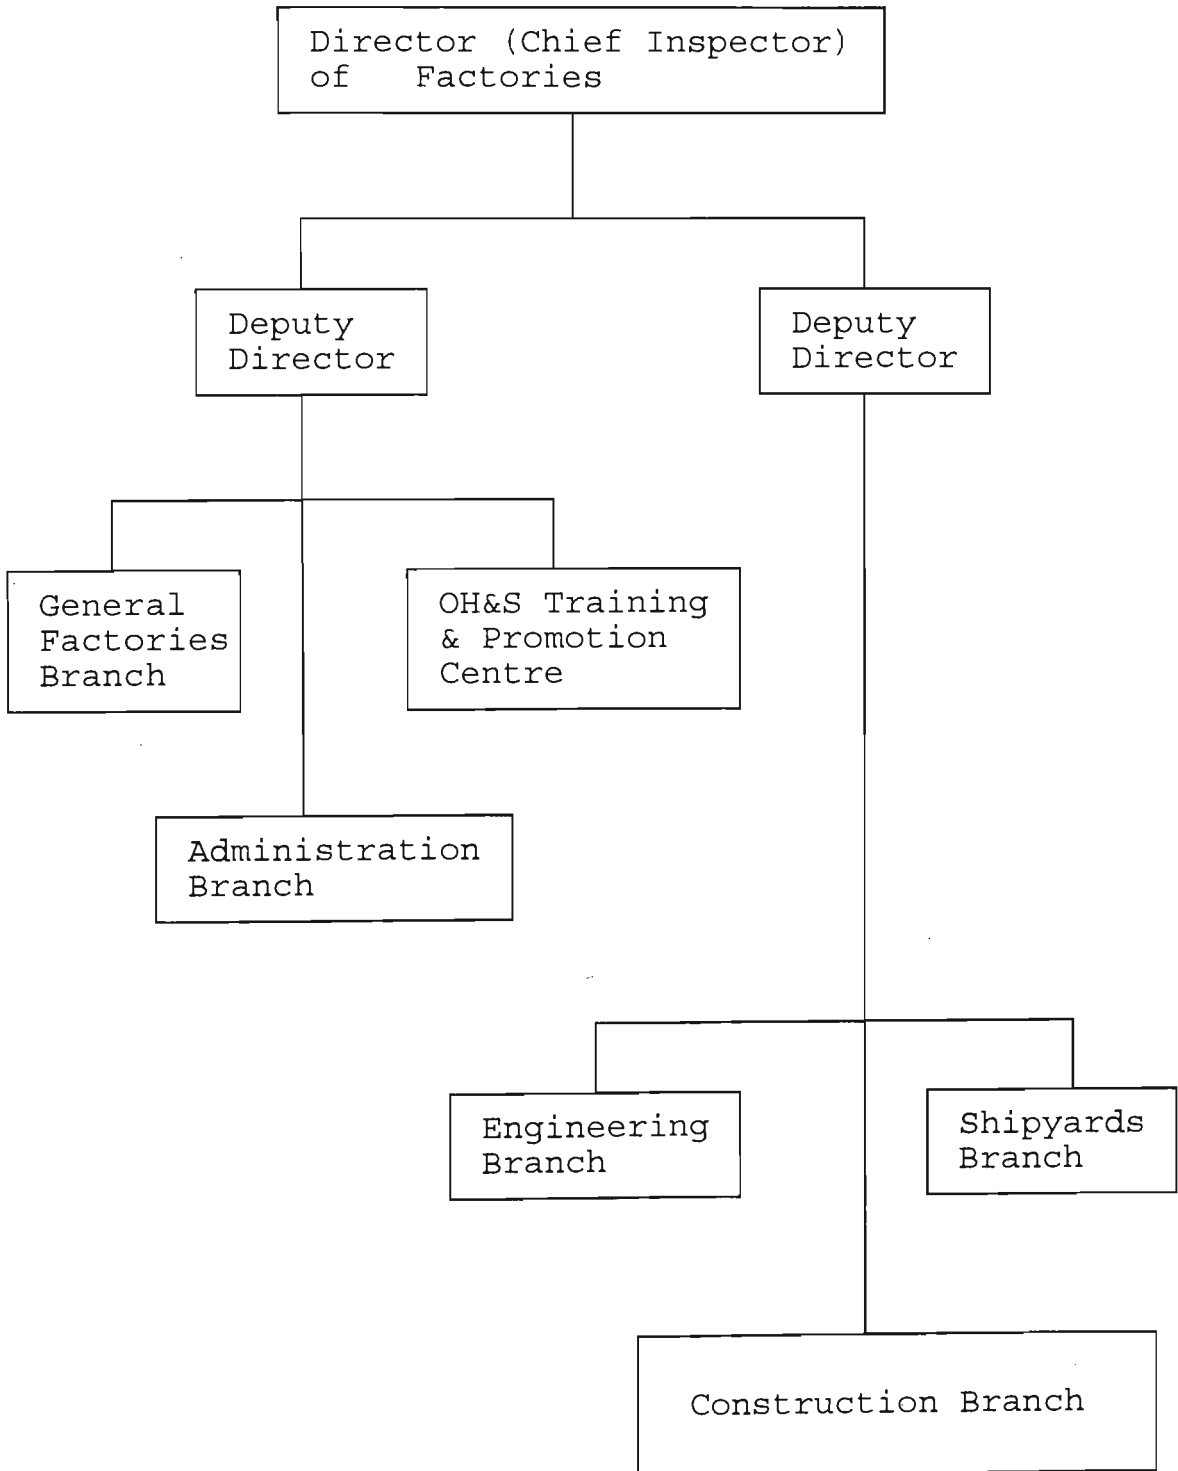 Director (Chief Inspector)
of Factories
Deputy
Director
Deputy
Director
General
Factories
Branch
OH&S Training
& Promotion
Centre
Administration
Branch
Engineering
Branch
Shipyards
Branch
Construction Branch